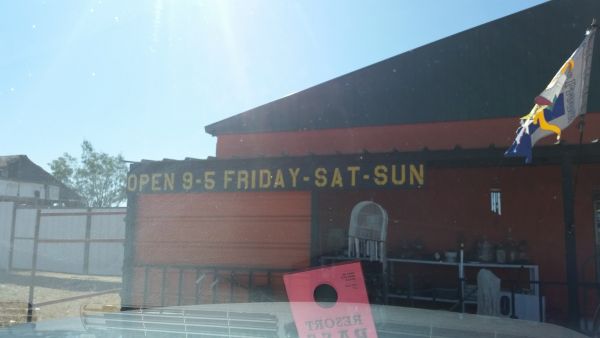 OPEN 9-5 FRIDAY-SAT-SUN
RESORT